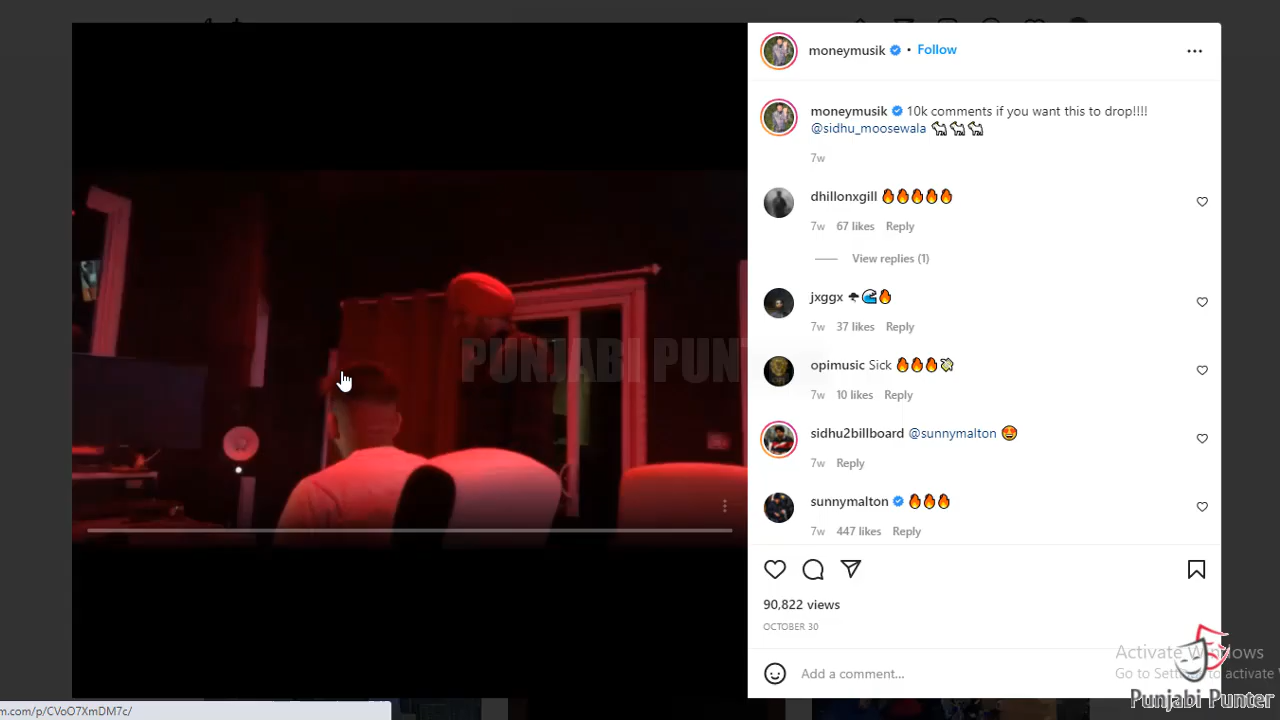 moneymusik • Follow
moneymusik 10k comments if you want this to drop!!!!
@sidhu_moosewala 🐪🐪🐪
7w
dhillonxgill 🔥🔥🔥🔥🔥
7w 67 likes Reply
View replies (1)
jxggx 🌩🌊🔥
7w 37 likes Reply
opimusic Sick 🔥🔥🔥💸
7w 10 likes Reply
sidhu2billboard @sunnymalton 🤩
7w Reply
sunnymalton 🔥🔥🔥
7w 447 likes Reply
90,822 views
OCTOBER 30
Add a comment...
PUNJABI PUN
Activate Windows
Go to Settings to activate
Punjabi Punter
m.com/p/CVoO7XmDM7c/